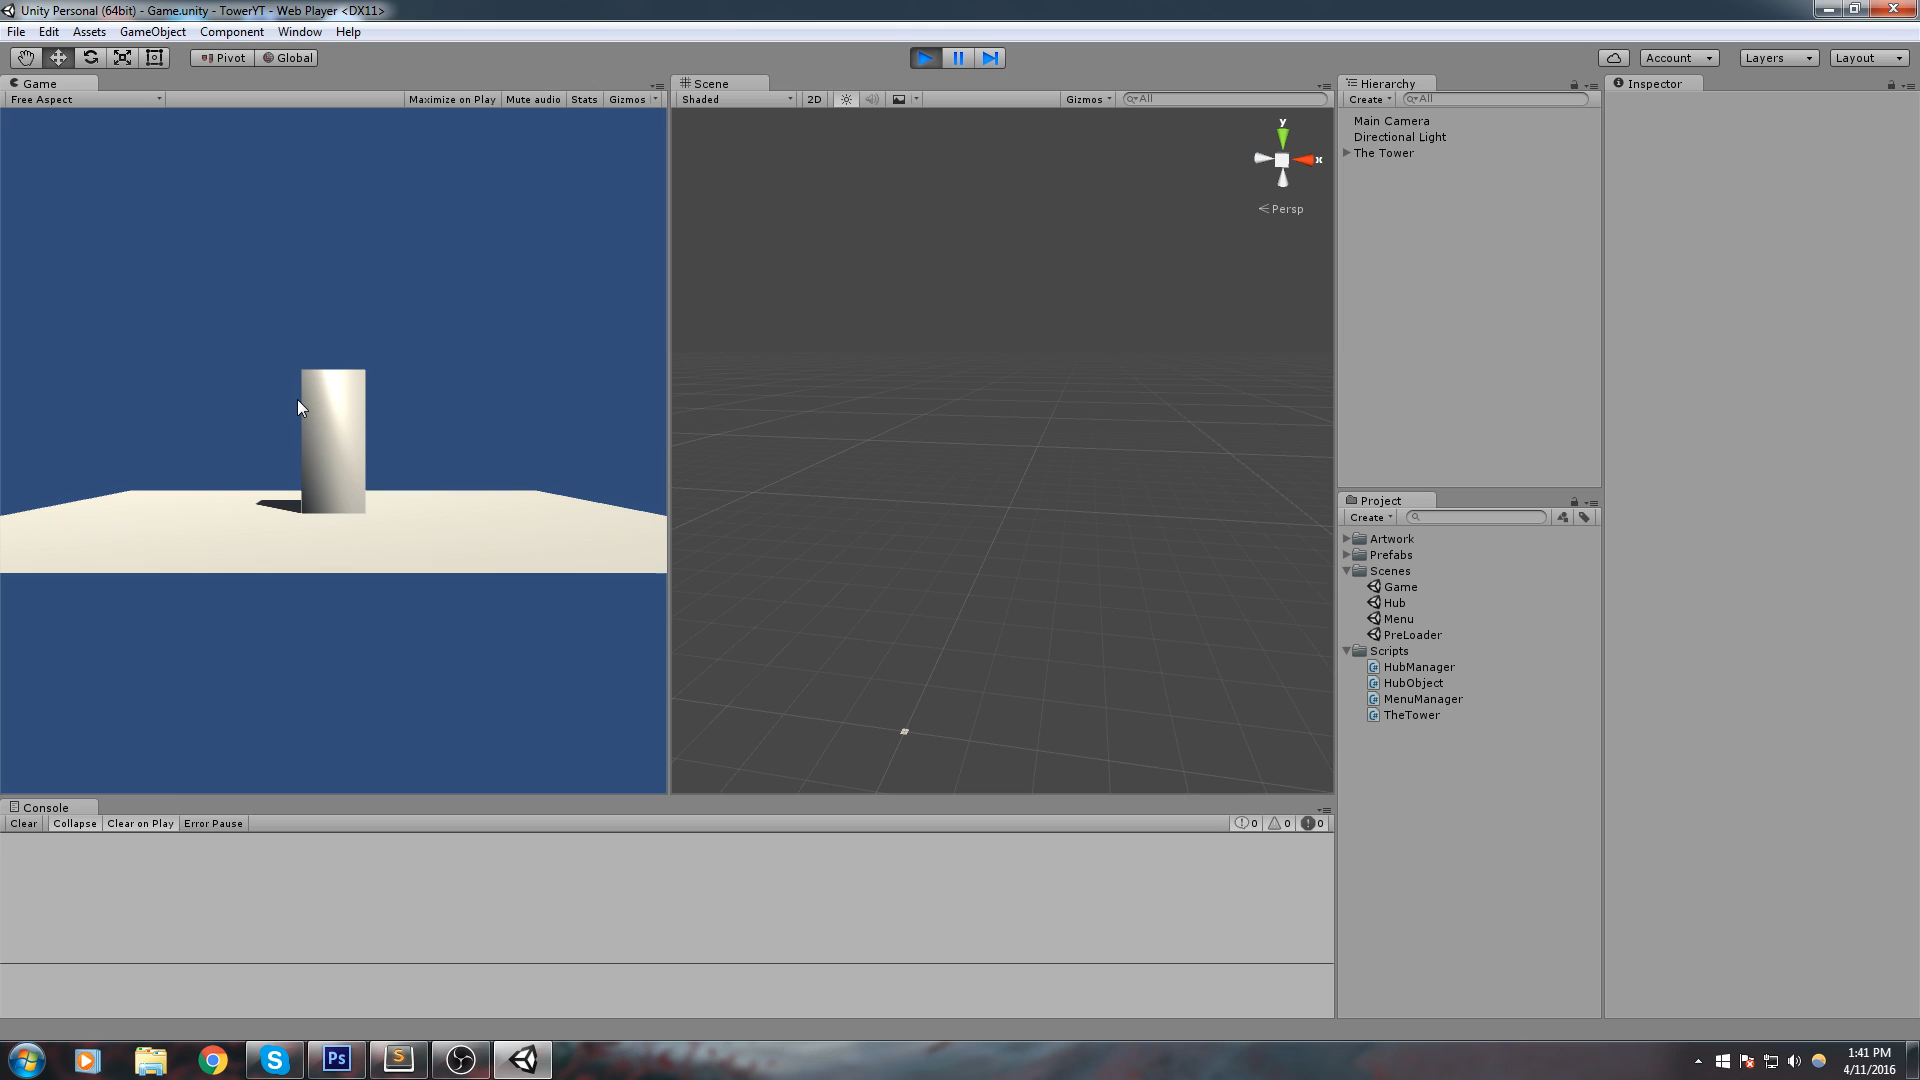 Unity Personal (64bit) - Game.unity - TowerYT - Web Player <DX11>
File Edit Assets GameObject Component Window Help
Pivot Global Account Layers Layout
Game Scene Hierarchy Inspector
Free Aspect Maximize on Play Mute audio Stats Gizmos Shaded 2D Gizmos All Create All
Main Camera
Directional Light
The Tower
y
x
Persp
Project
Create
Artwork
Prefabs
Scenes
Game
Hub
Menu
PreLoader
Scripts
HubManager
HubObject
MenuManager
TheTower
Console
Clear Collapse Clear on Play Error Pause 0 0 0
Ps S S
1:41 PM
4/11/2016